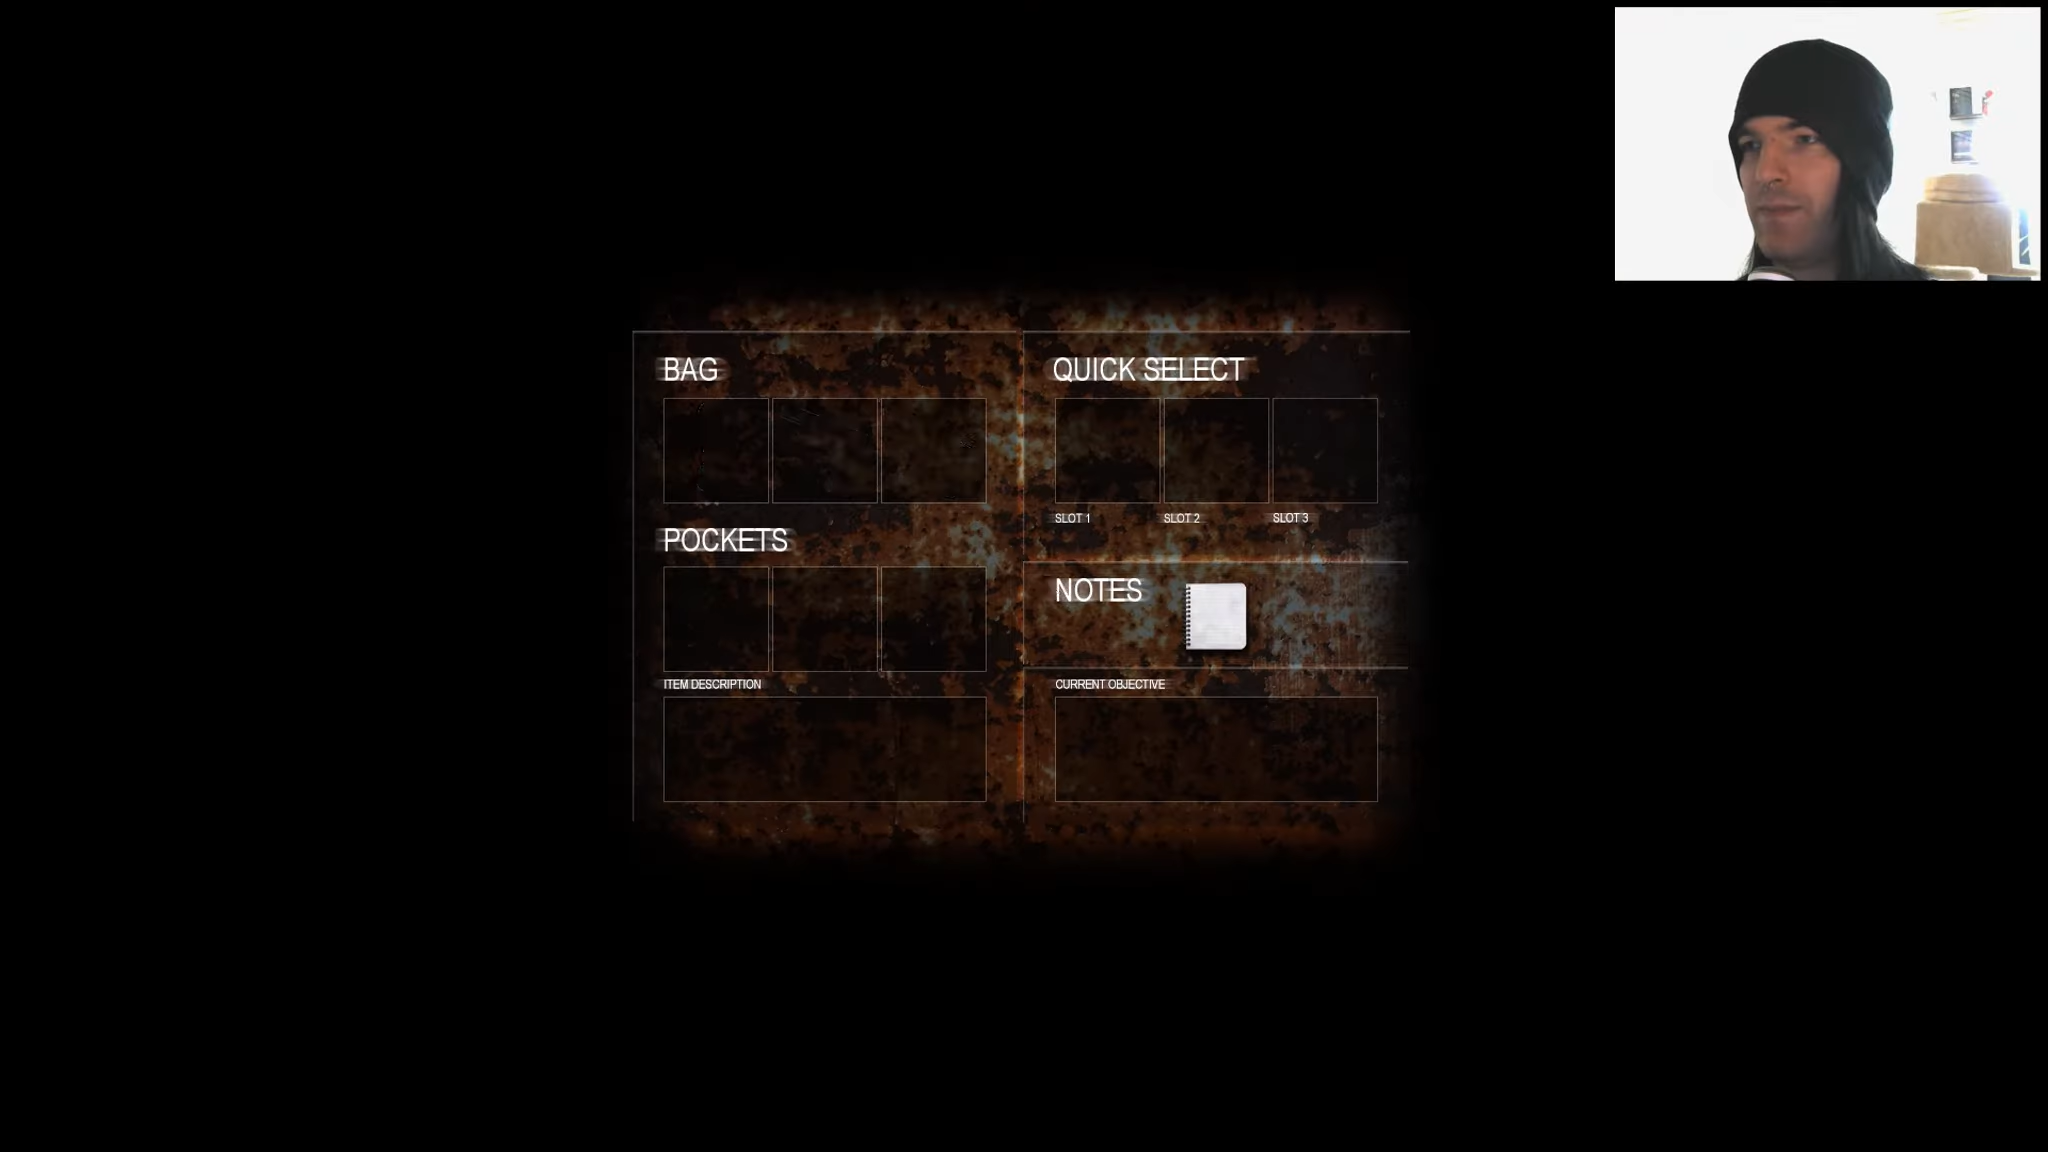 BAG
POCKETS
ITEM DESCRIPTION
QUICK SELECT
SLOT 1
SLOT 2
SLOT 3
NOTES
CURRENT OBJECTIVE